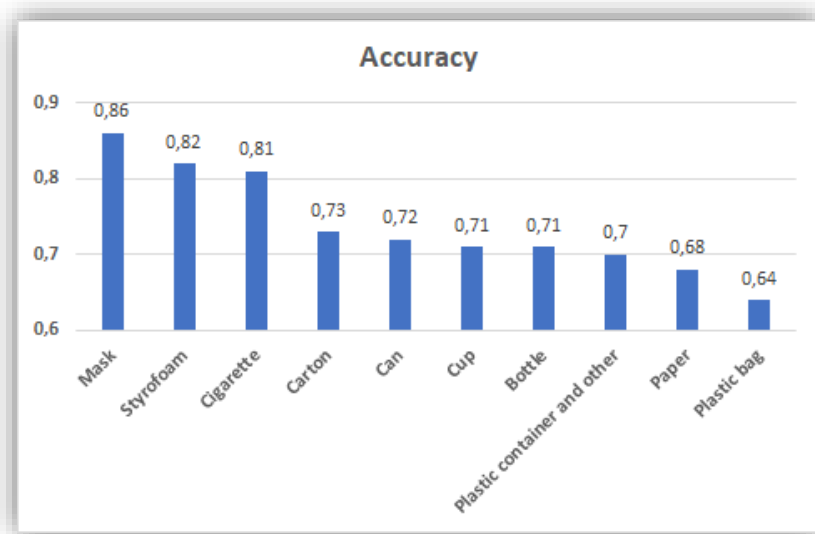 Accuracy
0,9
0,8
0,7
0,6
0,86
0,82
0,81
0,73
0,72
0,71
0,71
0,7
0,68
0,64
Mask
Styrofoam
Cigarette
Carton
Can
Cup
Bottle
Plastic container and other
Paper
Plastic bag